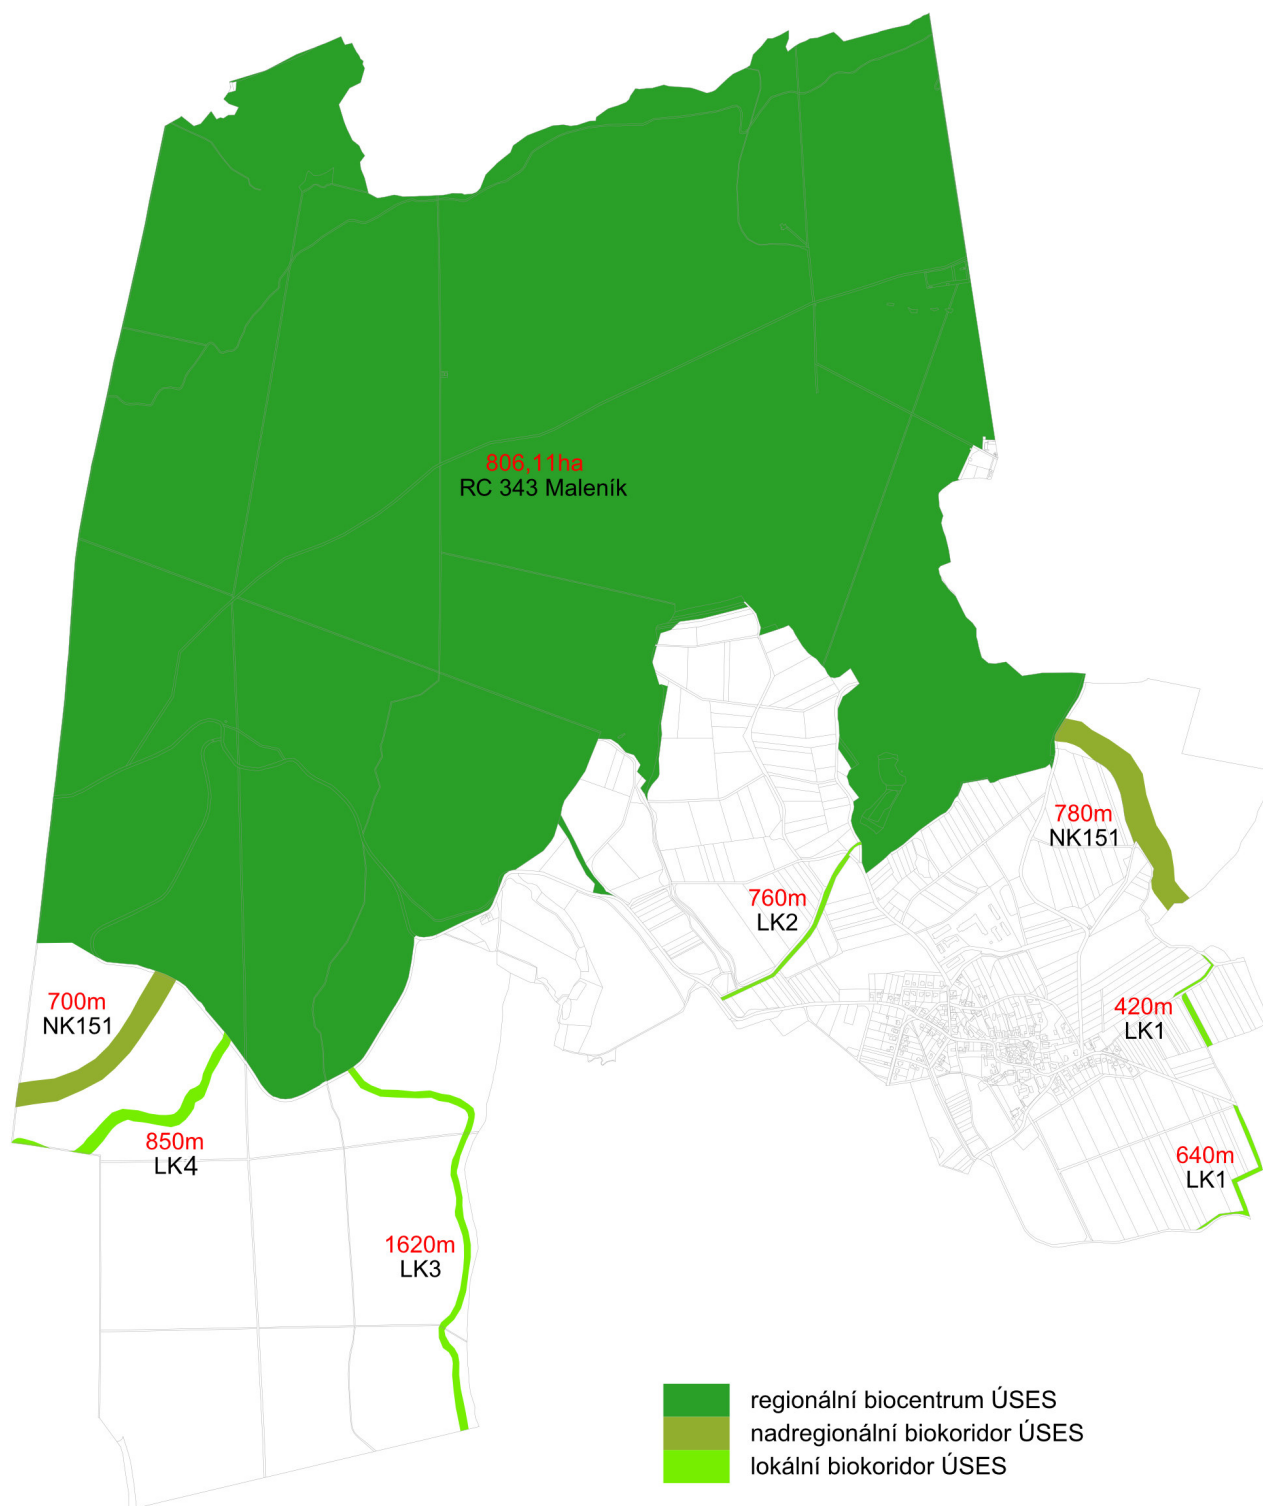 806,11ha
RC 343 Maleník
780m
NK151
760m
LK2
700m
NK151
420m
LK1
850m
LK4
640m
LK1
1620m
LK3
regionální biocentrum ÚSES
nadregionální biokoridor ÚSES
lokální biokoridor ÚSES